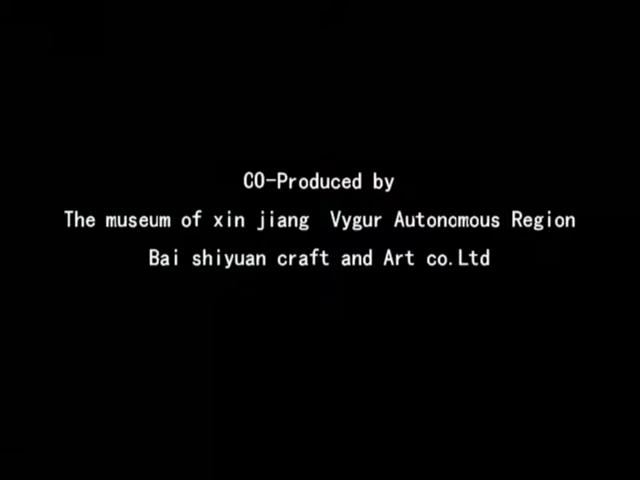 CO-Produced by
The museum of xin jiang Vygur Autonomous Region
Bai shiyuan craft and Art co.Ltd